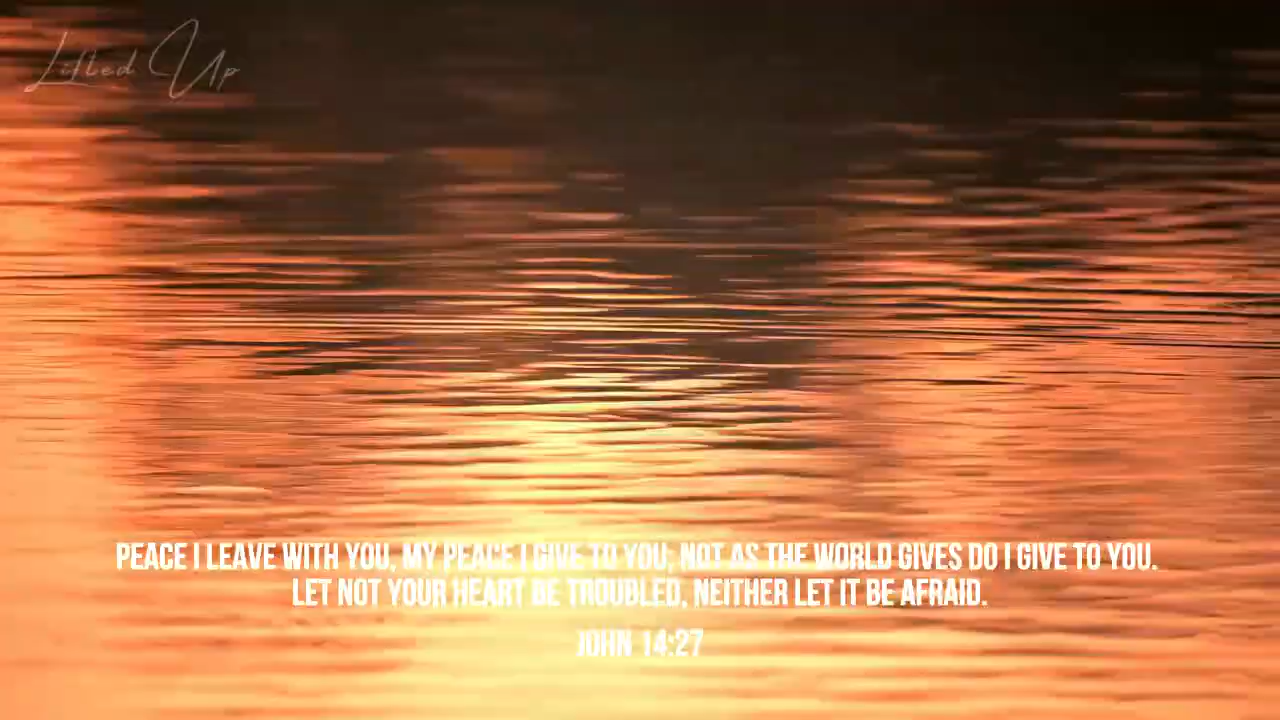 Lifted Up
PEACE I LEAVE WITH YOU, MY PEACE I GIVE TO YOU; NOT AS THE WORLD GIVES DO I GIVE TO YOU.
LET NOT YOUR HEART BE TROUBLED, NEITHER LET IT BE AFRAID.
JOHN 14:27